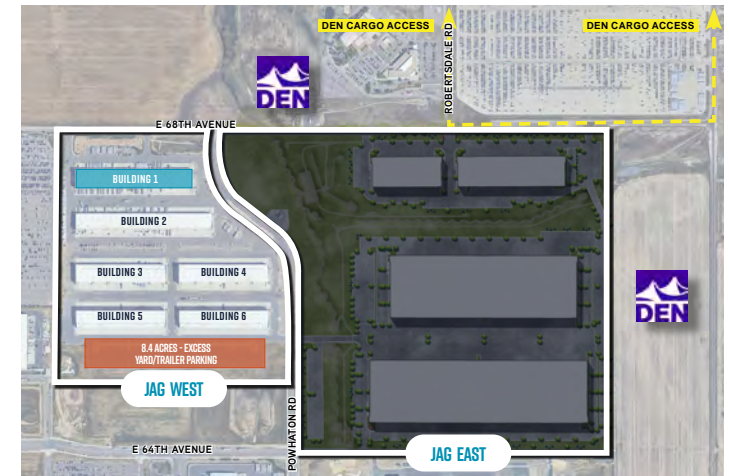 DEN CARGO ACCESS
DEN CARGO ACCESS
ROBERTSDALE RD
DEN
E 68TH AVENUE
BUILDING 1
BUILDING 2
BUILDING 3
BUILDING 4
BUILDING 5
BUILDING 6
8.4 ACRES - EXCESS
YARD/TRAILER PARKING
JAG WEST
DEN
POWHATON RD
E 64TH AVENUE
JAG EAST